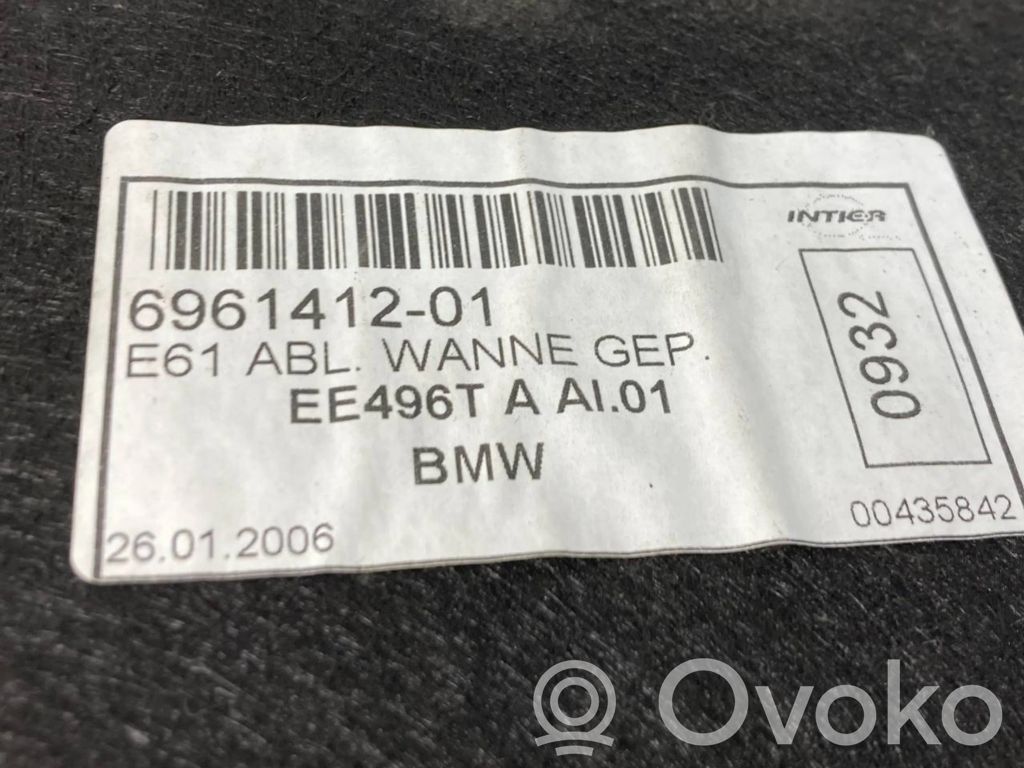 INTIER
6961412-01
E61 ABL. WANNE GEP.
EE496T A AI.01
BMW
0932
26.01.2006
00435842
Ovoko